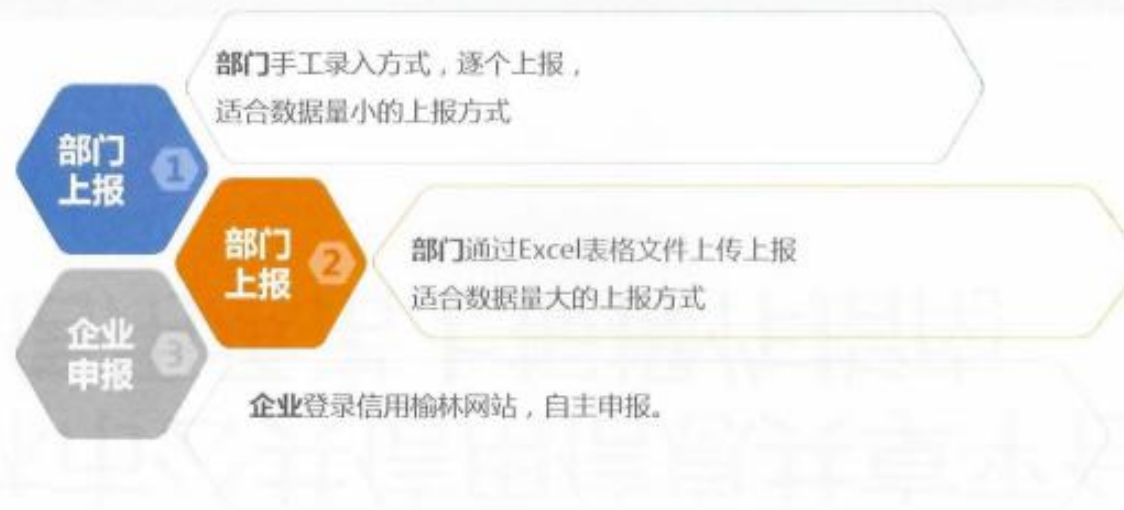 部门
上报
1
部门手工录入方式，逐个上报，
适合数据量小的上报方式
部门
上报
2
部门通过Excel表格文件上传上报
适合数据量大的上报方式
企业
申报
3
企业登录信用榆林网站，自主申报。